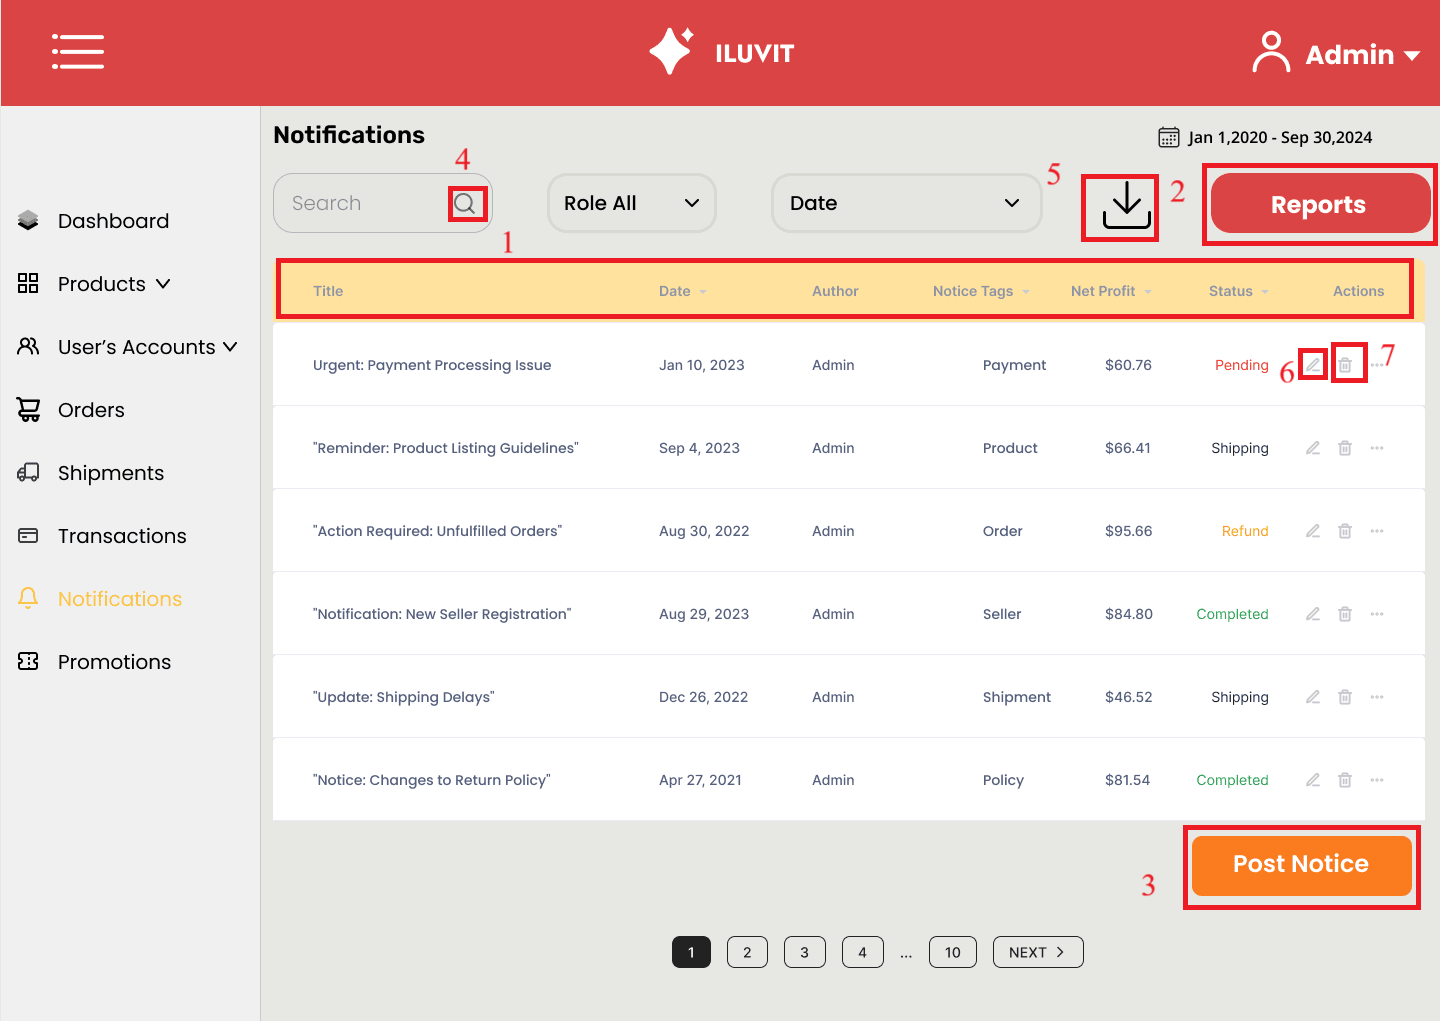 ILUVIT
Admin
Notifications
Jan 1,2020 - Sep 30,2024
4
Search
Role All
Date
5
2
Reports
1
Dashboard
Products
User's Accounts
Orders
Shipments
Transactions
Notifications
Promotions
Title Date Author Notice Tags Net Profit Status Actions
Urgent: Payment Processing Issue Jan 10, 2023 Admin Payment $60.76 Pending 6 7
"Reminder: Product Listing Guidelines" Sep 4, 2023 Admin Product $66.41 Shipping
"Action Required: Unfulfilled Orders" Aug 30, 2022 Admin Order $95.66 Refund
"Notification: New Seller Registration" Aug 29, 2023 Admin Seller $84.80 Completed
"Update: Shipping Delays" Dec 26, 2022 Admin Shipment $46.52 Shipping
"Notice: Changes to Return Policy" Apr 27, 2021 Admin Policy $81.54 Completed
Post Notice
3
1 2 3 4 ... 10 NEXT >